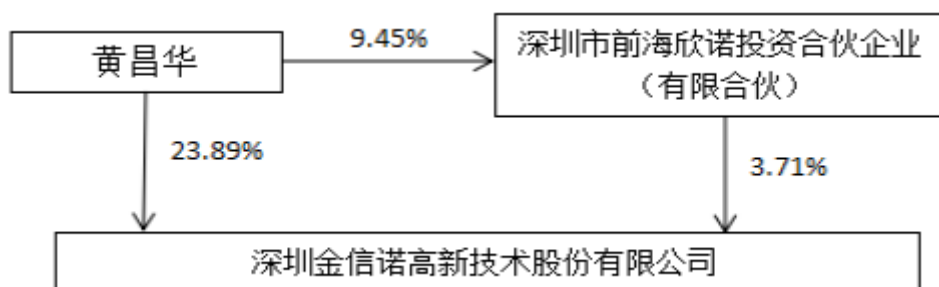 黄昌华
9.45%
深圳市前海欣诺投资合伙企业
（有限合伙）
23.89%
3.71%
深圳金信诺高新技术股份有限公司